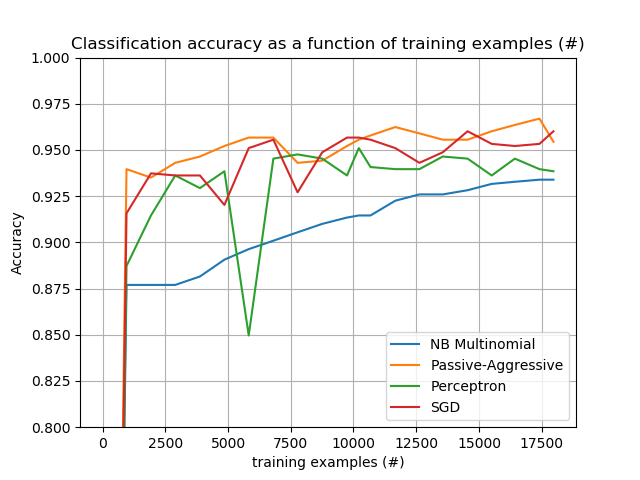 Classification accuracy as a function of training examples (#)
1.000
0.975
0.950
0.925
0.900
0.875
0.850
0.825
0.800
Accuracy
NB Multinomial
Passive-Aggressive
Perceptron
SGD
0 2500 5000 7500 10000 12500 15000 17500
training examples (#)